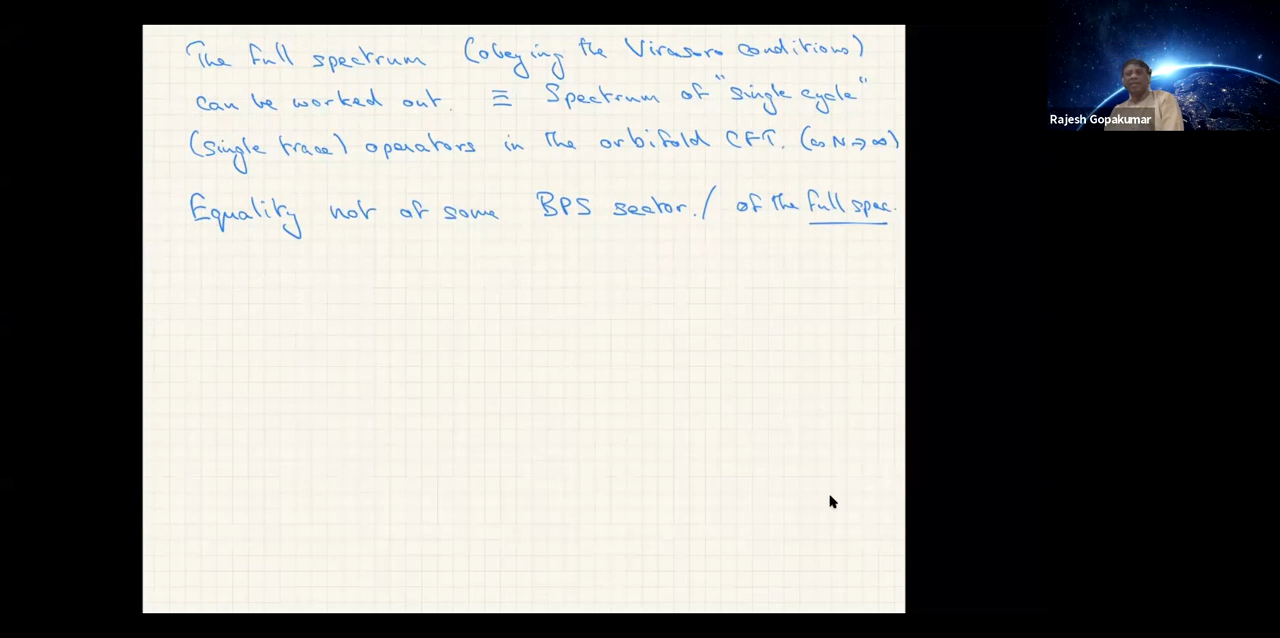 The full spectrum (obeying the Virasoro conditions)
can be worked out. ≡ Spectrum of "single cycle"
(single trace) operators in the orbifold CFT. (as N→∞)
Equality not of some BPS sector./ of the full spec.
Rajesh Gopakumar